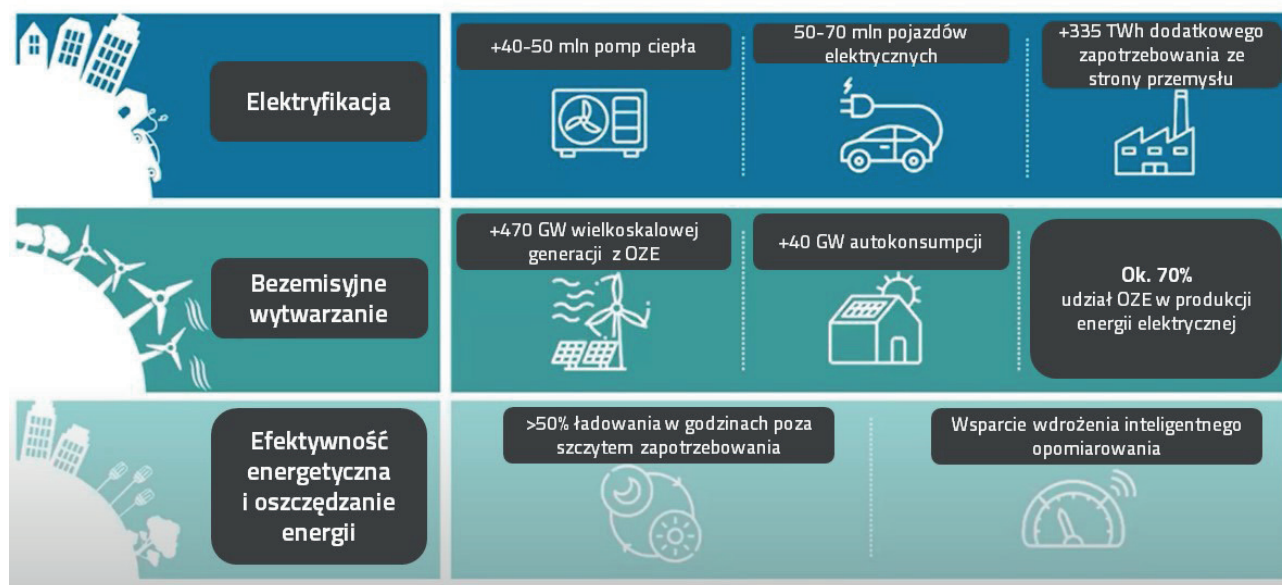 Elektryfikacja
+40-50 mln pomp ciepła
50-70 mln pojazdów
elektrycznych
+335 TWh dodatkowego
zapotrzebowania ze
strony przemysłu
Bezemisyjne
wytwarzanie
+470 GW wielkoskalowej
generacji z OZE
+40 GW autokonsumpcji
Ok. 70%
udział OZE w produkcji
energii elektrycznej
Efektywność
energetyczna
i oszczędzanie
energii
>50% ładowania w godzinach poza
szczytem zapotrzebowania
Wsparcie wdrożenia inteligentnego
opomiarowania